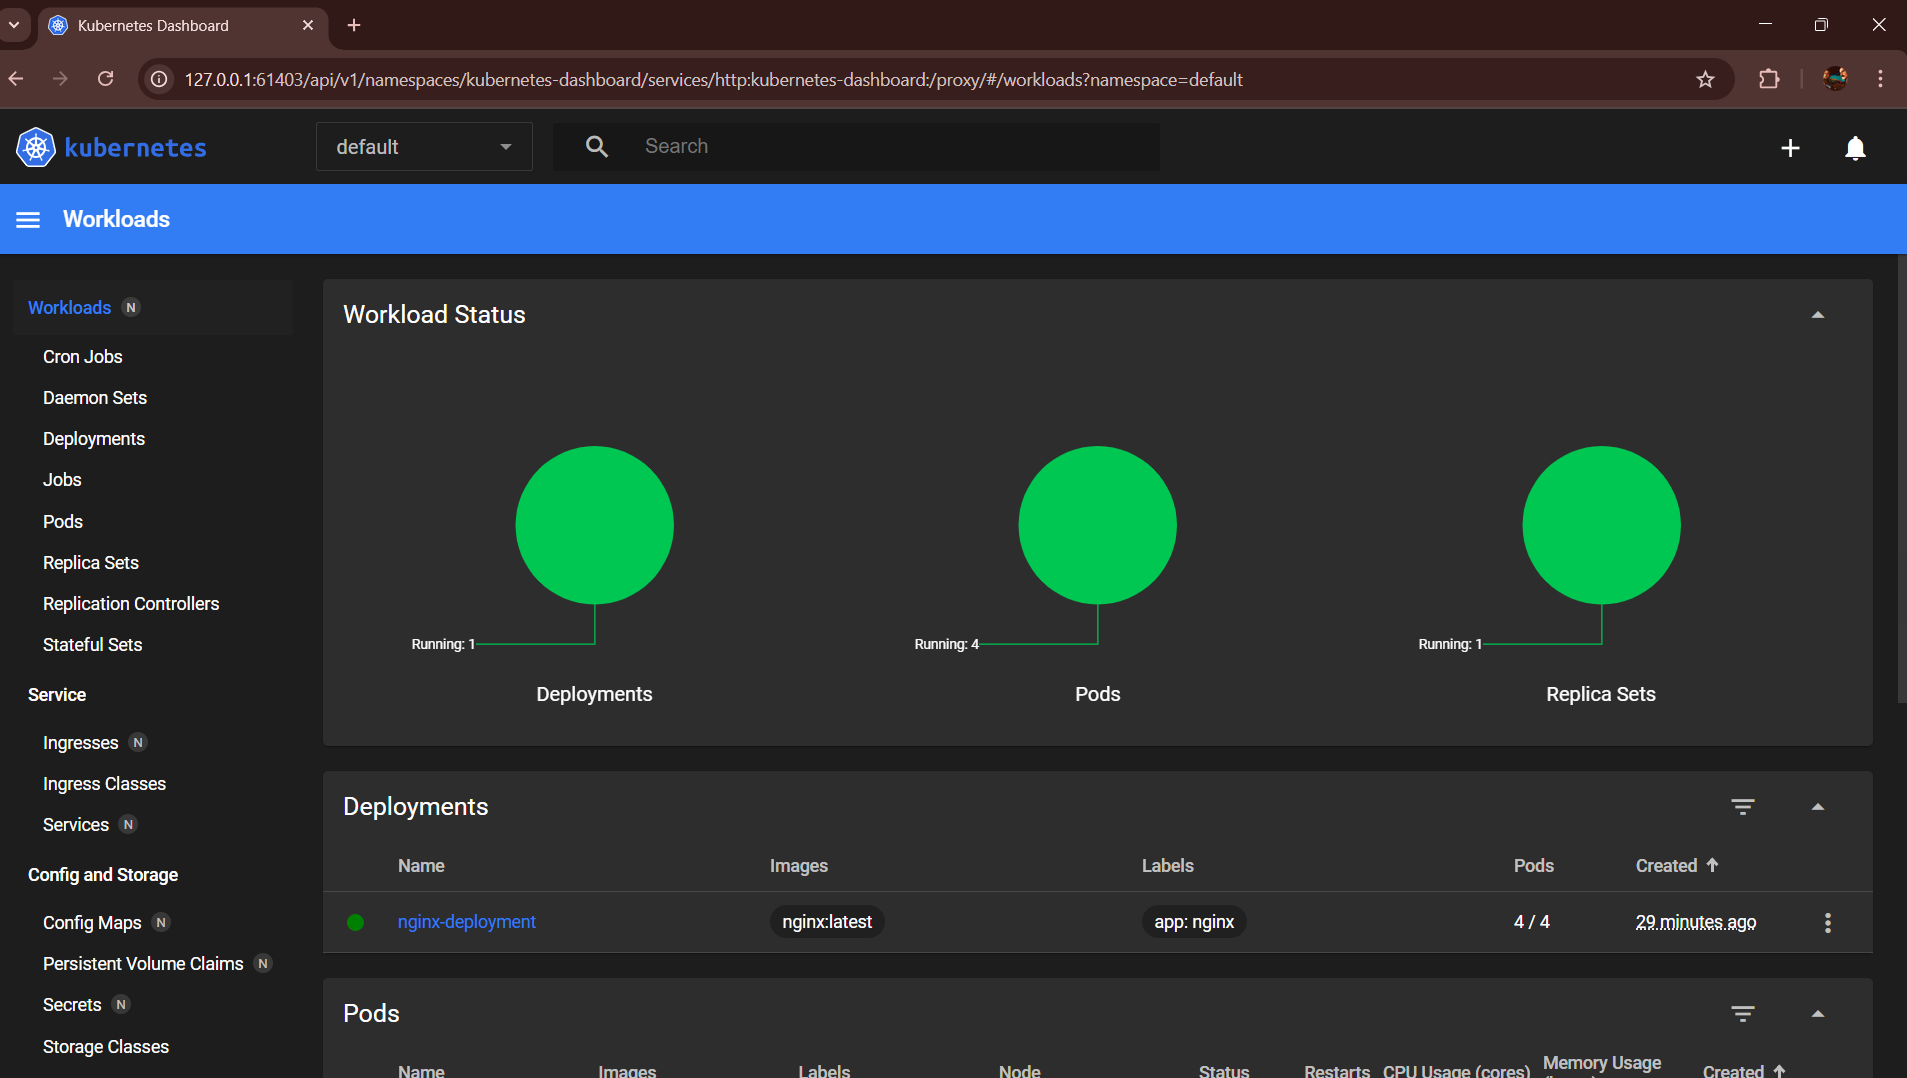 Kubernetes Dashboard
127.0.0.1:61403/api/v1/namespaces/kubernetes-dashboard/services/http:kubernetes-dashboard:/proxy/#/workloads?namespace=default
kubernetes
default
Search
Workloads
Workloads N
Cron Jobs
Daemon Sets
Deployments
Jobs
Pods
Replica Sets
Replication Controllers
Stateful Sets
Service
Ingresses N
Ingress Classes
Services N
Config and Storage
Config Maps N
Persistent Volume Claims N
Secrets N
Storage Classes
Workload Status
Running: 1
Deployments
Running: 4
Pods
Running: 1
Replica Sets
Deployments
Name Images Labels Pods Created
nginx-deployment nginx:latest app: nginx 4 / 4 29 minutes ago
Pods
Name Images Labels Node Status Restarts CPU Usage (cores) Memory Usage Created